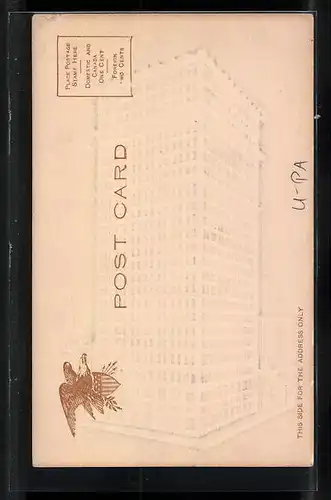 PLACE POSTAGE
STAMP HERE
DOMESTIC AND
CANADA
ONE CENT
FOREIGN
TWO CENTS
POST CARD
THIS SIDE FOR THE ADDRESS ONLY
U-PA